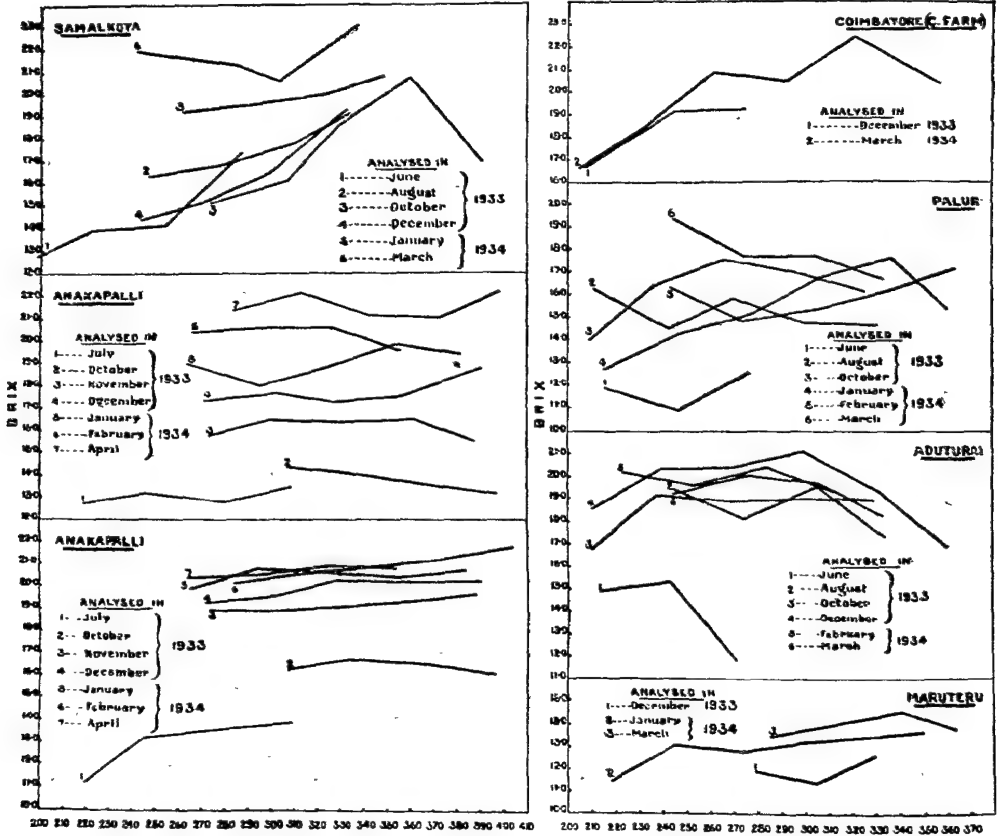 SAMALKOTA
ANALYSED IN
1------June
2------August
3------October
4------December
1933
5------January
6------March
1934
ANAKAPALLI
ANALYSED IN
1----- July
2----- October
3----- November
4----- December
1933
5----- January
6----- February
7----- April
1934
BRIX
ANAKAPALLI
ANALYSED IN
1--- July
2--- October
3--- November
4--- December
1933
5--- January
6--- February
7--- April
1934
200 210 220 230 240 250 260 270 280 290 300 310 320 330 340 350 360 370 380 390 400 410
COIMBATORE (C. FARM)
ANALYSED IN
1-------December 1933
2-------March 1934
PALUR
ANALYSED IN
1----June
2--- August
3--- October
1933
4---January
5---February
6--- March
1934
BRIX
ADUTURAI
ANALYSED IN
1---June
2--- August
3--- October
4---December
1933
5--- February
6---March
1934
MARUTERU
ANALYSED IN
1----December 1933
2---January
3---March
1934
200 210 220 230 240 250 260 270 280 290 300 310 320 330 340 350 360 370